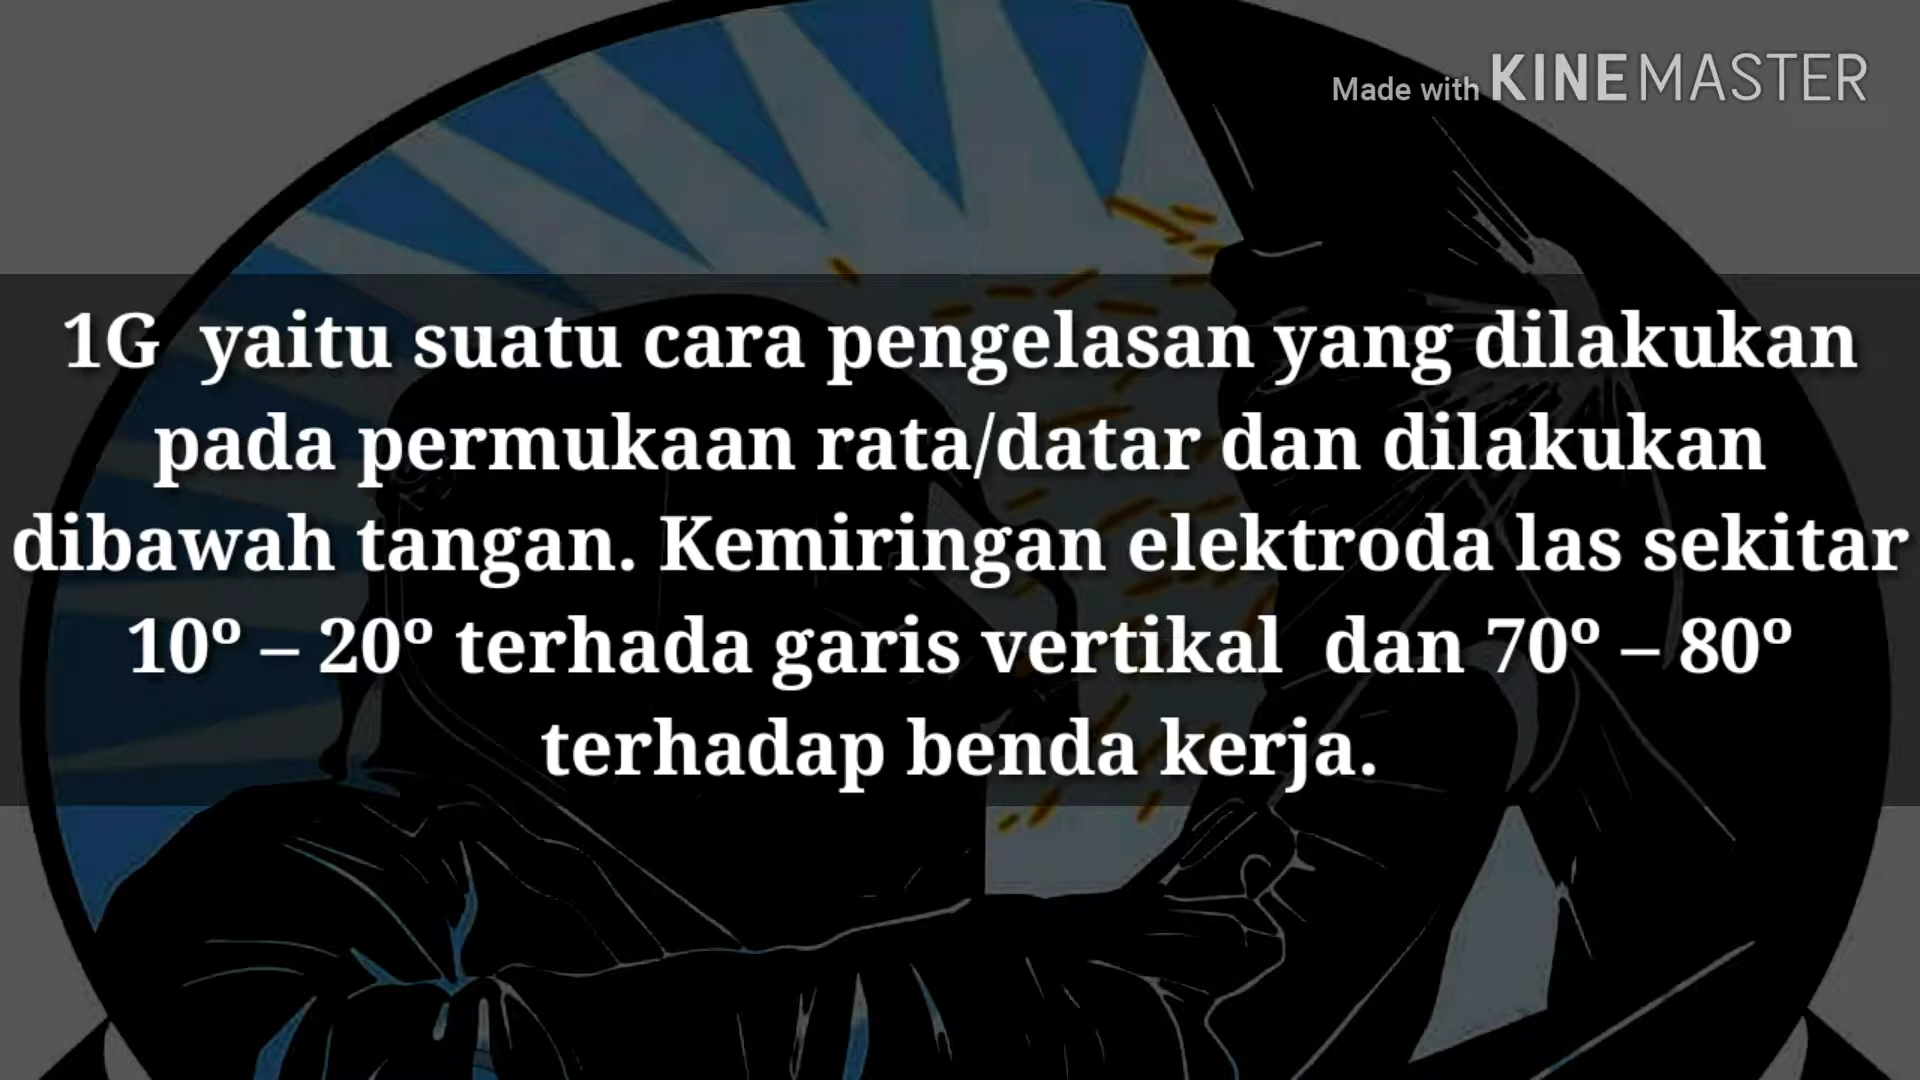 Made with KINEMASTER
1G yaitu suatu cara pengelasan yang dilakukan
pada permukaan rata/datar dan dilakukan
dibawah tangan. Kemiringan elektroda las sekitar
10º – 20º terhada garis vertikal dan 70º – 80º
terhadap benda kerja.